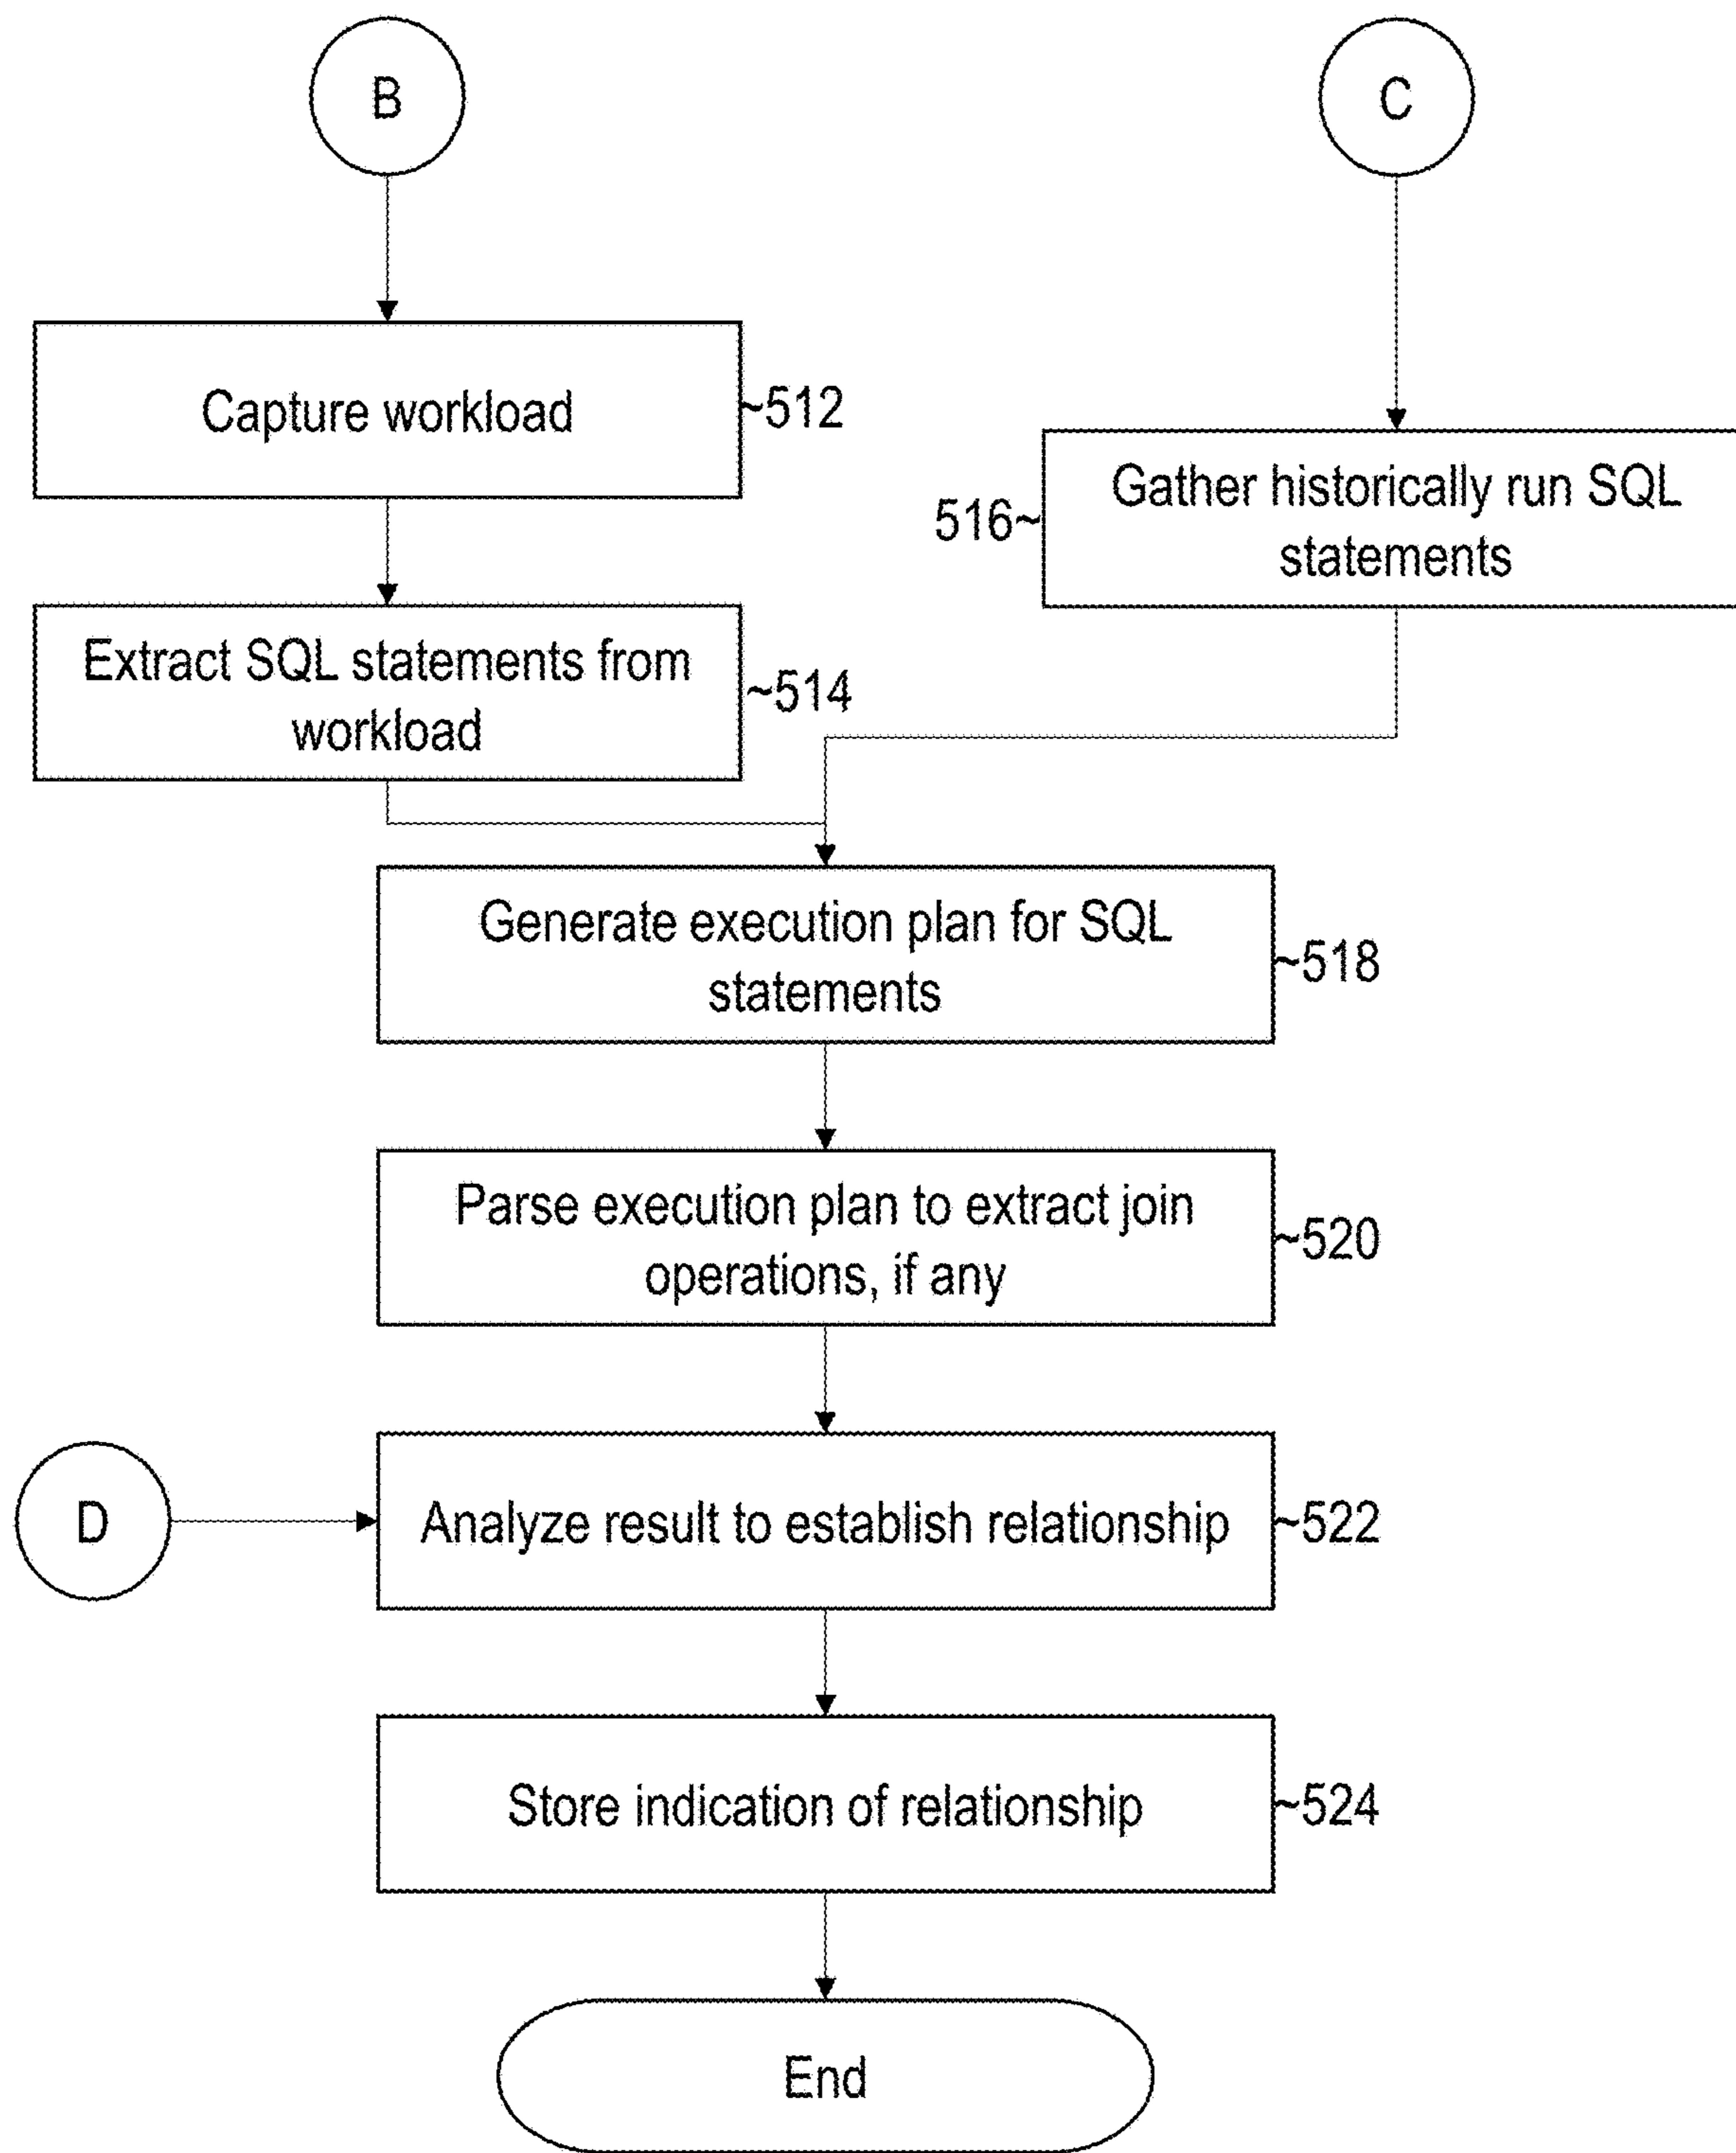 B
C
Capture workload
~512
Gather historically run SQL
statements
516~
Extract SQL statements from
workload
~514
Generate execution plan for SQL
statements
~518
Parse execution plan to extract join
operations, if any
~520
D
Analyze result to establish relationship
~522
Store indication of relationship
~524
End